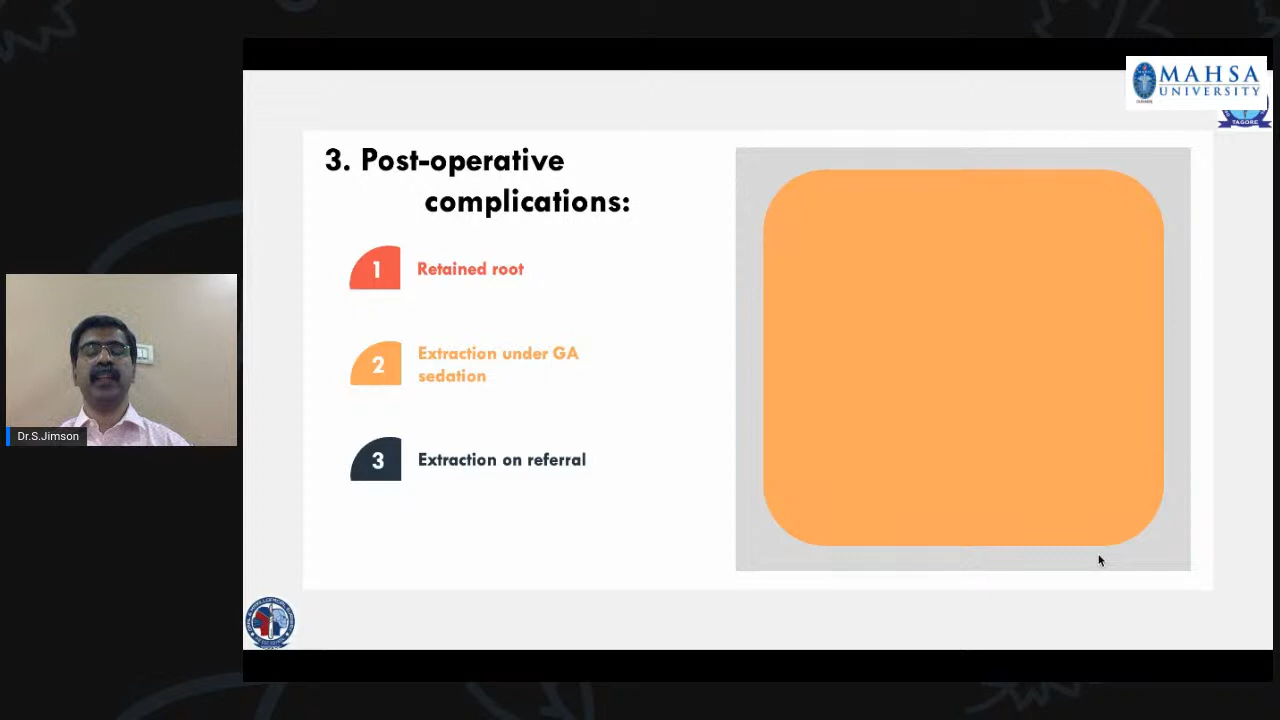 MAHSA
UNIVERSITY
TAGORE
3. Post-operative
complications:
1 Retained root
2 Extraction under GA
sedation
3 Extraction on referral
Dr.S.Jimson